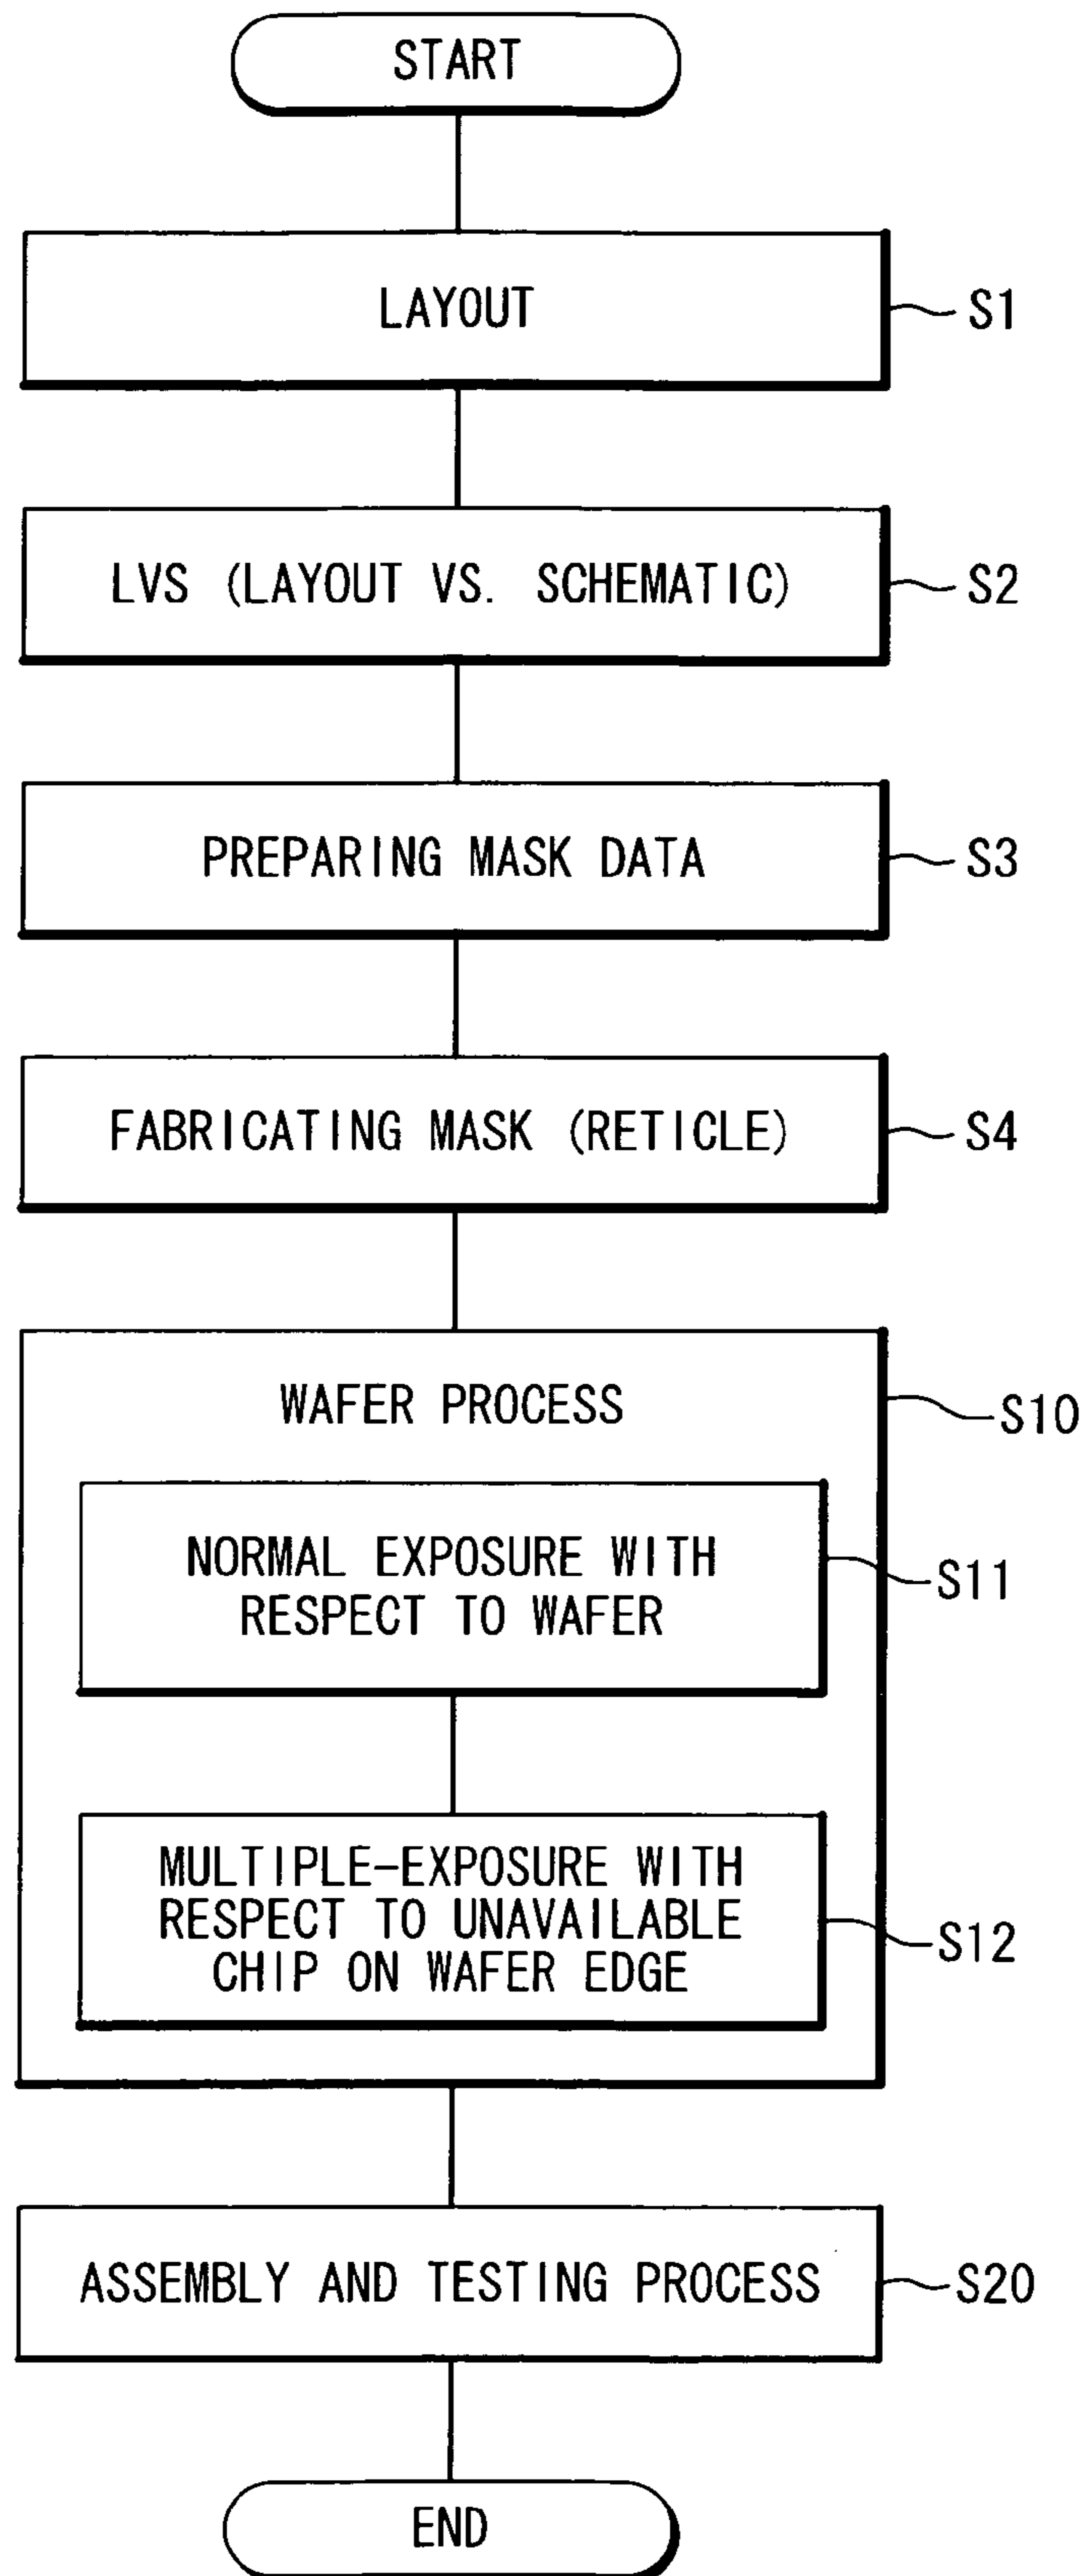 START
LAYOUT
S1
LVS (LAYOUT VS. SCHEMATIC)
S2
PREPARING MASK DATA
S3
FABRICATING MASK (RETICLE)
S4
WAFER PROCESS
S10
NORMAL EXPOSURE WITH
RESPECT TO WAFER
S11
MULTIPLE-EXPOSURE WITH
RESPECT TO UNAVAILABLE
CHIP ON WAFER EDGE
S12
ASSEMBLY AND TESTING PROCESS
S20
END